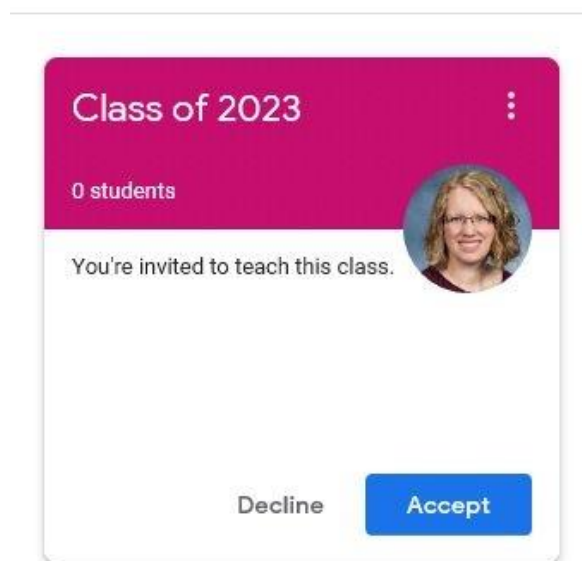 Class of 2023
0 students
You're invited to teach this class.
Decline
Accept